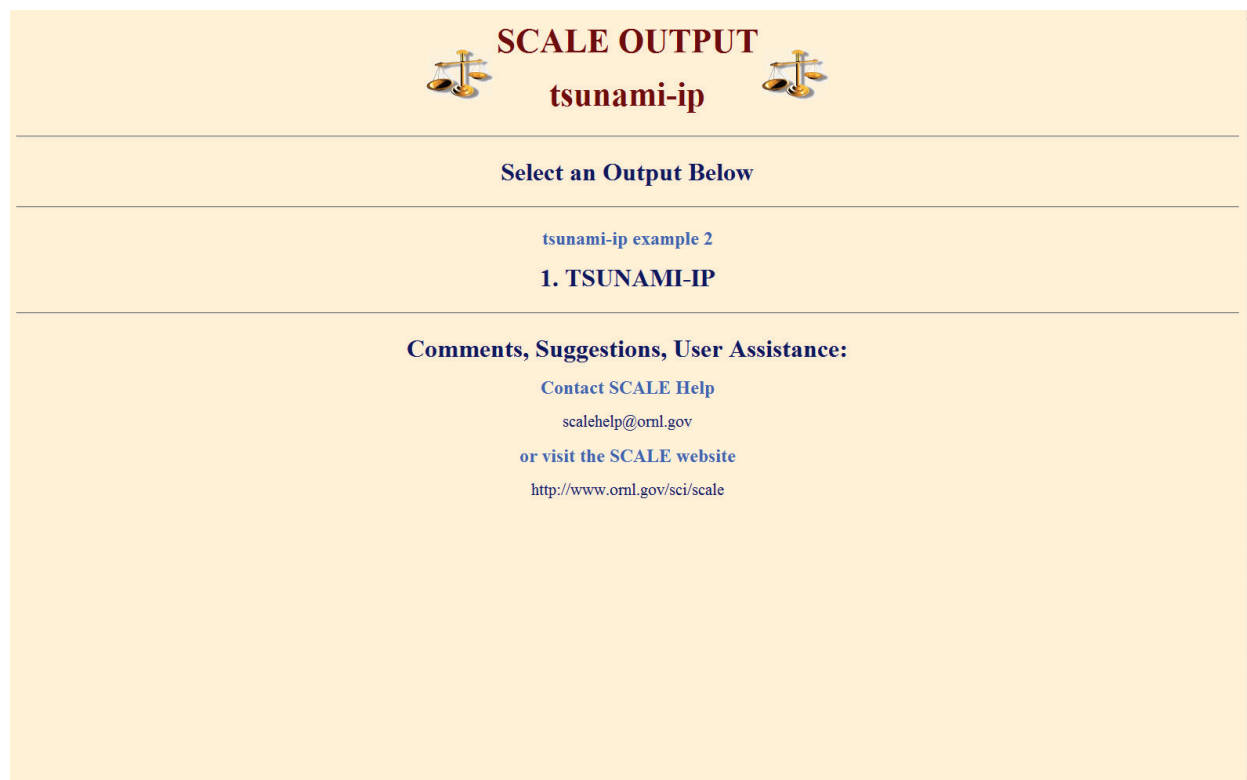 SCALE OUTPUT
tsunami-ip
Select an Output Below
tsunami-ip example 2
1. TSUNAMI-IP
Comments, Suggestions, User Assistance:
Contact SCALE Help
scalehelp@ornl.gov
or visit the SCALE website
http://www.ornl.gov/sci/scale